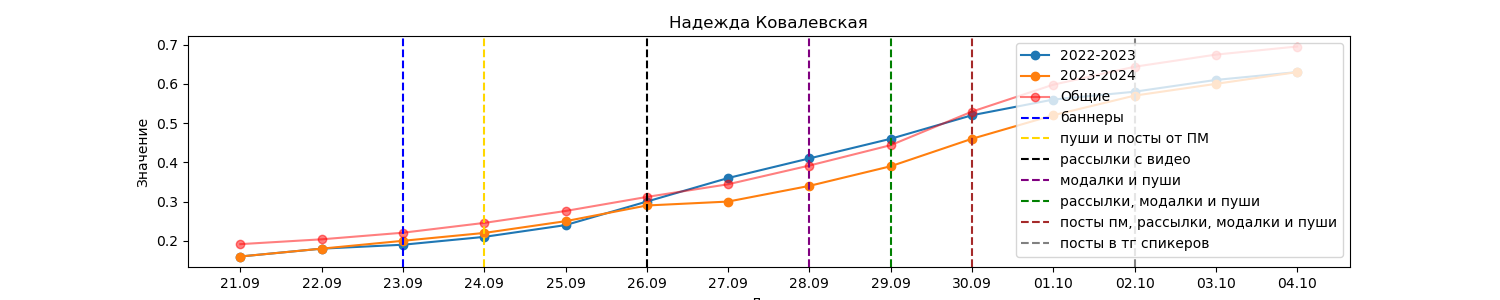 Надежда Ковалевская
Значение
0.7
0.6
0.5
0.4
0.3
0.2
2022-2023
2023-2024
Общие
баннеры
пуши и посты от ПМ
рассылки с видео
модалки и пуши
рассылки, модалки и пуши
посты пм, рассылки, модалки и пуши
посты в тг спикеров
21.09 22.09 23.09 24.09 25.09 26.09 27.09 28.09 29.09 30.09 01.10 02.10 03.10 04.10